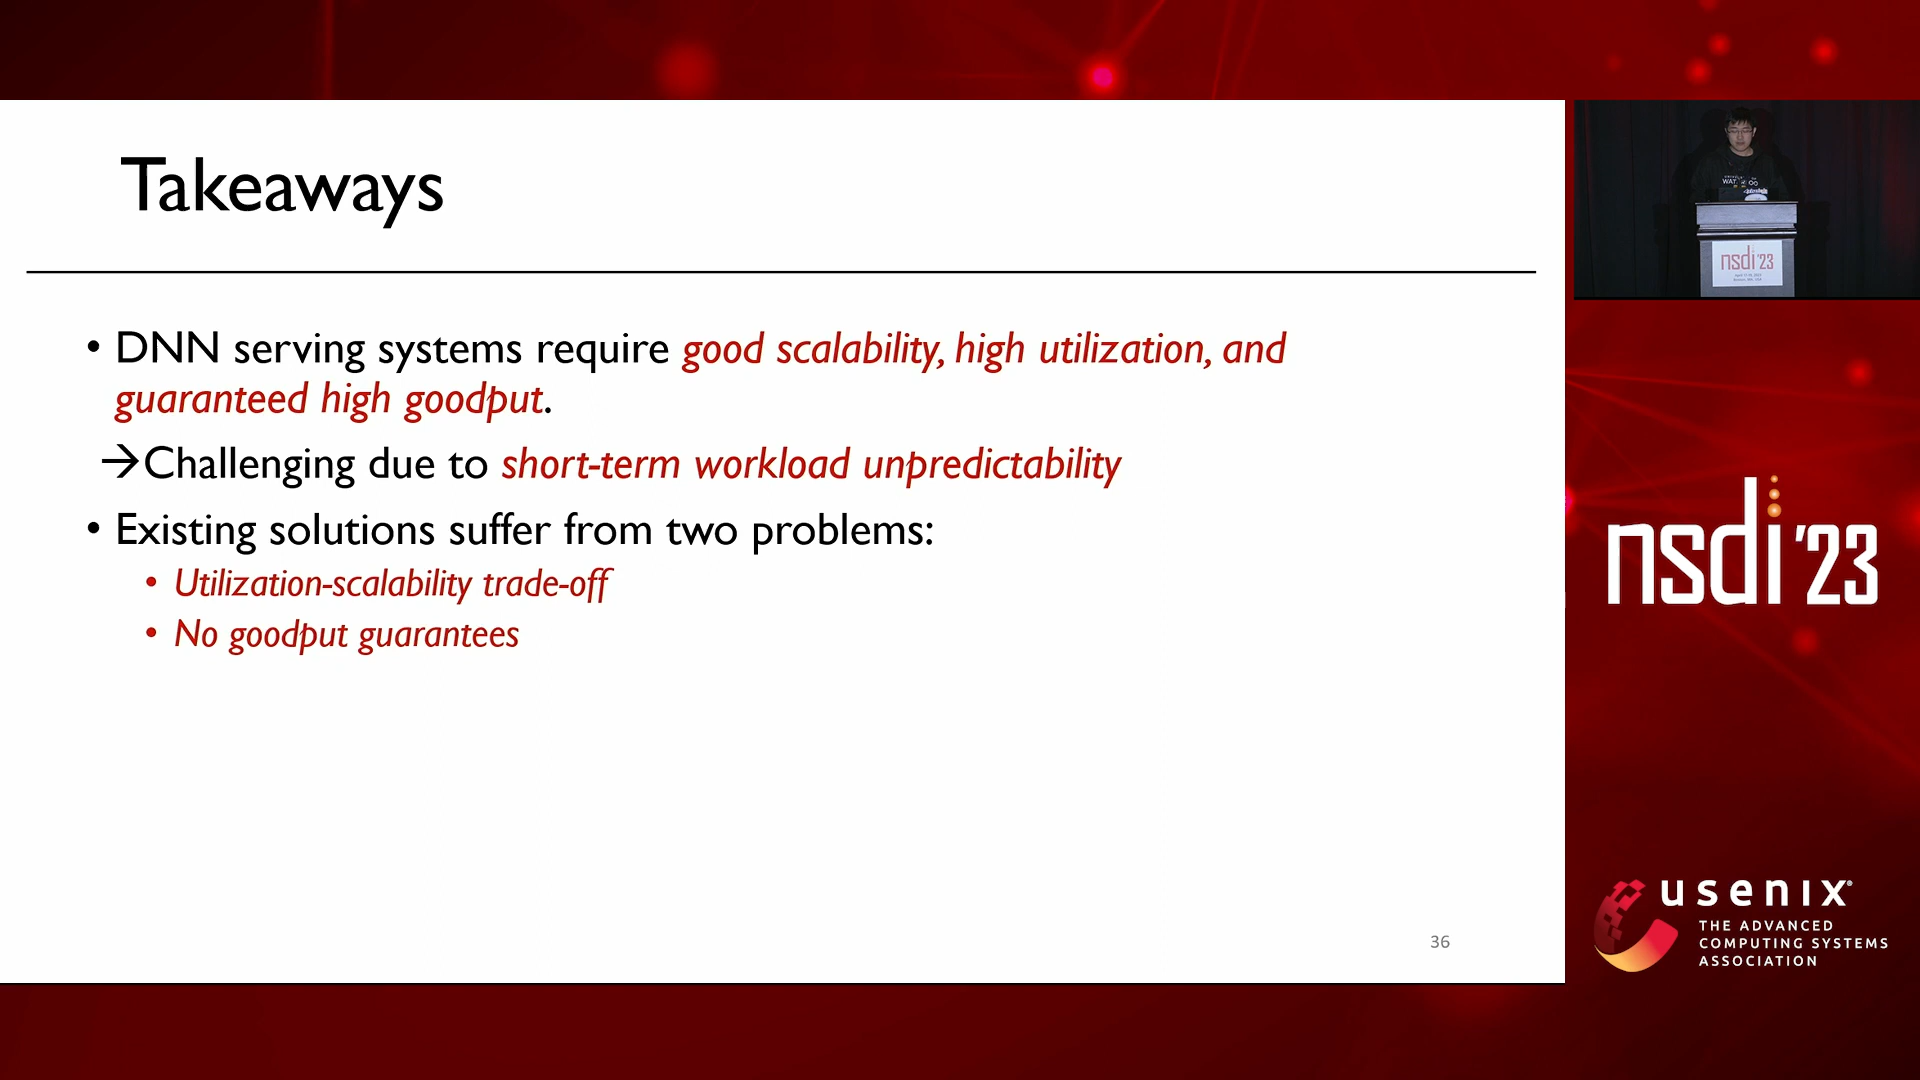 Takeaways
• DNN serving systems require good scalability, high utilization, and
guaranteed high goodput.
→Challenging due to short-term workload unpredictability
• Existing solutions suffer from two problems:
• Utilization-scalability trade-off
• No goodput guarantees
36
nsdi'23
nsdi'23
usenix®
THE ADVANCED
COMPUTING SYSTEMS
ASSOCIATION